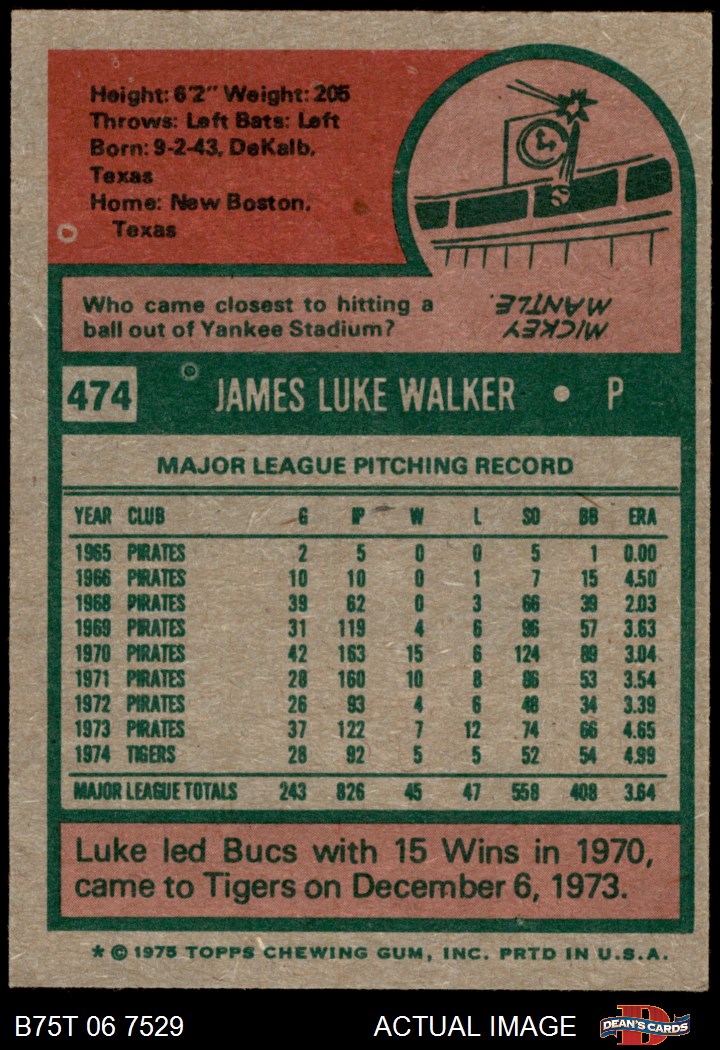 Height: 6'2" Weight: 205
Throws: Left Bats: Left
Born: 9-2-43, DeKalb,
Texas
Home: New Boston,
Texas
Who came closest to hitting a
ball out of Yankee Stadium?
MICKEY
MANTLE.
474 JAMES LUKE WALKER • P
MAJOR LEAGUE PITCHING RECORD
YEAR CLUB G IP W L SO BB ERA
1965 PIRATES 2 5 0 0 5 1 0.00
1966 PIRATES 10 10 0 1 7 15 4.50
1968 PIRATES 39 62 0 3 66 39 2.03
1969 PIRATES 31 119 4 6 96 57 3.63
1970 PIRATES 42 163 15 6 124 89 3.04
1971 PIRATES 28 160 10 8 86 53 3.54
1972 PIRATES 26 93 4 6 48 34 3.39
1973 PIRATES 37 122 7 12 74 66 4.65
1974 TIGERS 28 92 5 5 52 54 4.99
MAJOR LEAGUE TOTALS 243 826 45 47 558 408 3.64
Luke led Bucs with 15 Wins in 1970,
came to Tigers on December 6, 1973.
* © 1975 TOPPS CHEWING GUM, INC. PRTD IN U.S.A.
B75T 06 7529 ACTUAL IMAGE D DEAN'S CARDS